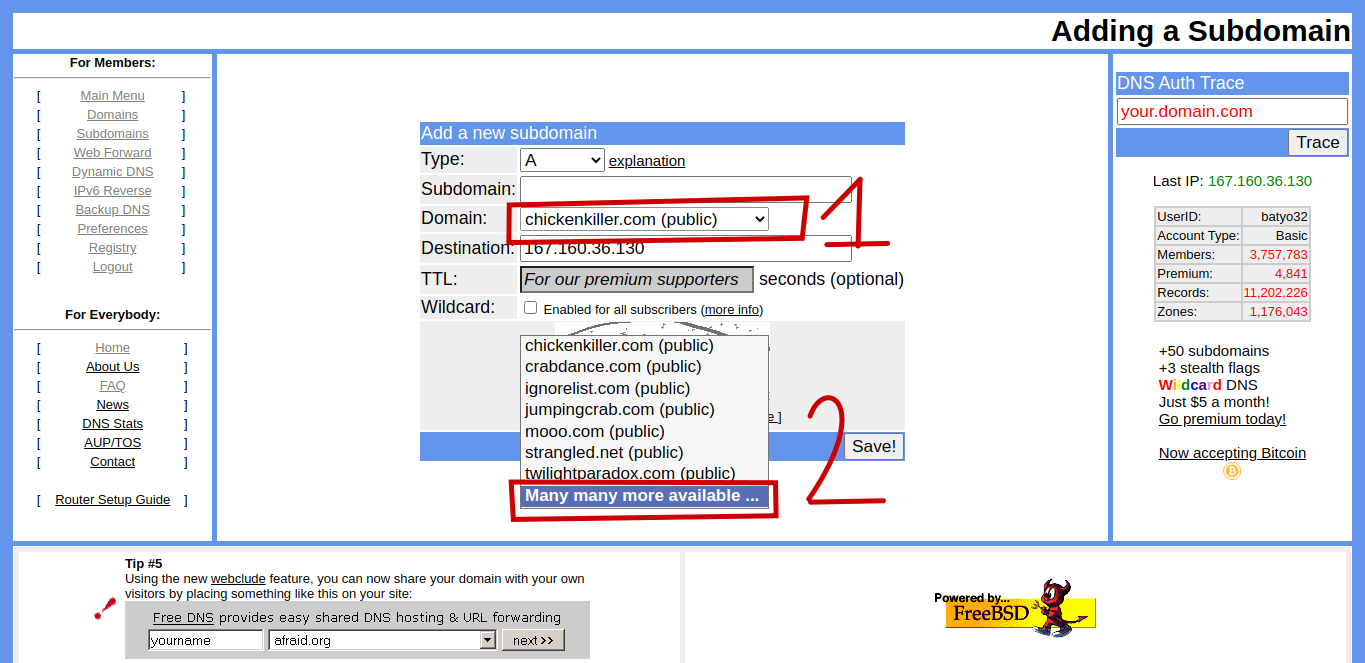 Adding a Subdomain
For Members:
[ Main Menu ]
[ Domains ]
[ Subdomains ]
[ Web Forward ]
[ Dynamic DNS ]
[ IPv6 Reverse ]
[ Backup DNS ]
[ Preferences ]
[ Registry ]
[ Logout ]
For Everybody:
[ Home ]
[ About Us ]
[ FAQ ]
[ News ]
[ DNS Stats ]
[ AUP/TOS ]
[ Contact ]
[ Router Setup Guide ]
Add a new subdomain
Type: A explanation
Subdomain:
Domain: chickenkiller.com (public)
1
Destination: 167.160.36.130
TTL: For our premium supporters seconds (optional)
Wildcard: Enabled for all subscribers (more info)
chickenkiller.com (public)
crabdance.com (public)
ignorelist.com (public)
jumpingcrab.com (public)
e ]
mooo.com (public)
strangled.net (public)
Save!
twilightparadox.com (public)
Many many more available ...
2
DNS Auth Trace
your.domain.com
Trace
Last IP: 167.160.36.130
UserID: batyo32
Account Type: Basic
Members: 3,757,783
Premium: 4,841
Records: 11,202,226
Zones: 1,176,043
+50 subdomains
+3 stealth flags
Wildcard DNS
Just $5 a month!
Go premium today!
Now accepting Bitcoin
Tip #5
Using the new webclude feature, you can now share your domain with your own
visitors by placing something like this on your site:
Free DNS provides easy shared DNS hosting & URL forwarding
yourname afraid.org next >>
Powered by...
FreeBSD